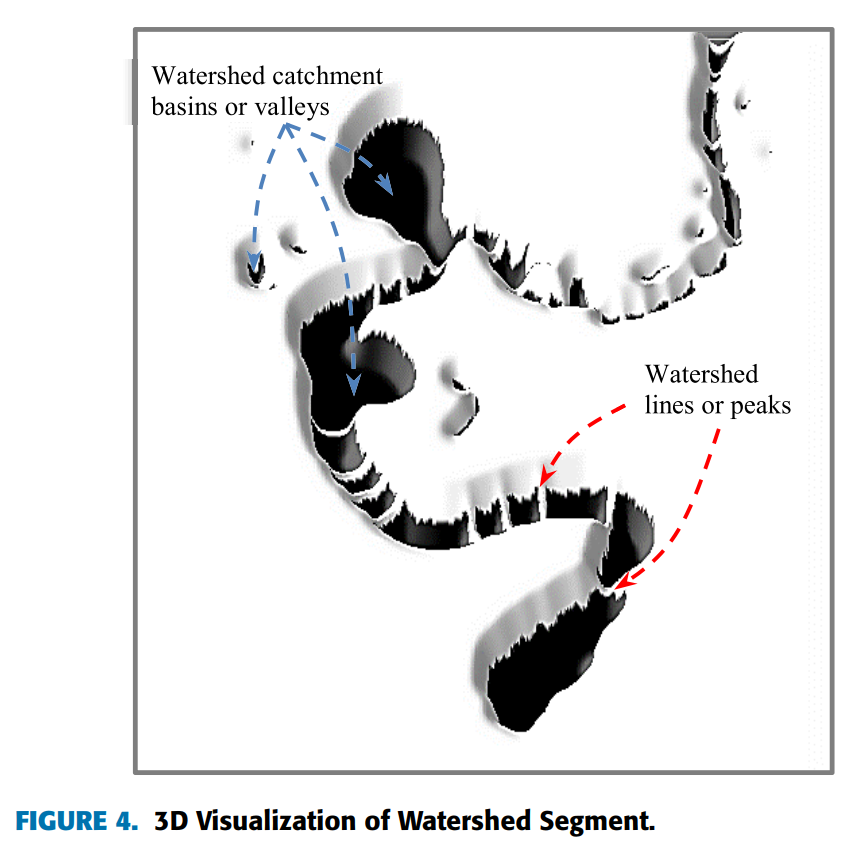 Watershed catchment
basins or valleys
Watershed
lines or peaks
FIGURE 4. 3D Visualization of Watershed Segment.